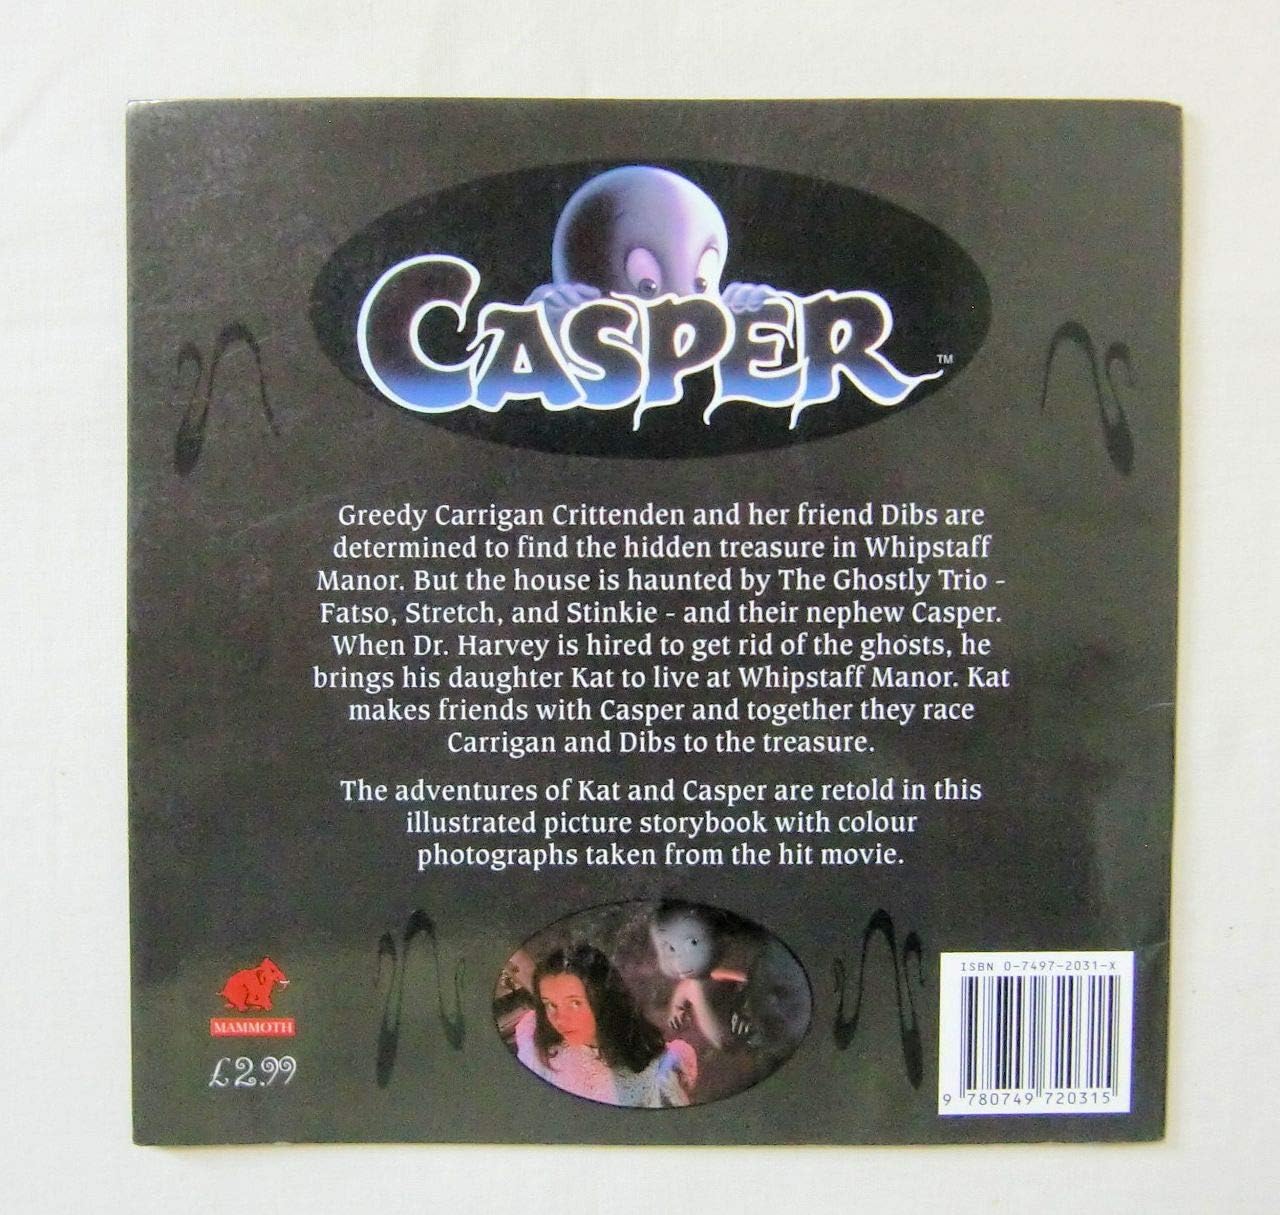 CASPER
TM
Greedy Carrigan Crittenden and her friend Dibs are
determined to find the hidden treasure in Whipstaff
Manor. But the house is haunted by The Ghostly Trio -
Fatso, Stretch, and Stinkie - and their nephew Casper.
When Dr. Harvey is hired to get rid of the ghosts, he
brings his daughter Kat to live at Whipstaff Manor. Kat
makes friends with Casper and together they race
Carrigan and Dibs to the treasure.
The adventures of Kat and Casper are retold in this
illustrated picture storybook with colour
photographs taken from the hit movie.
MAMMOTH
£2.99
ISBN 0-7497-2031-X
9 780749 720315